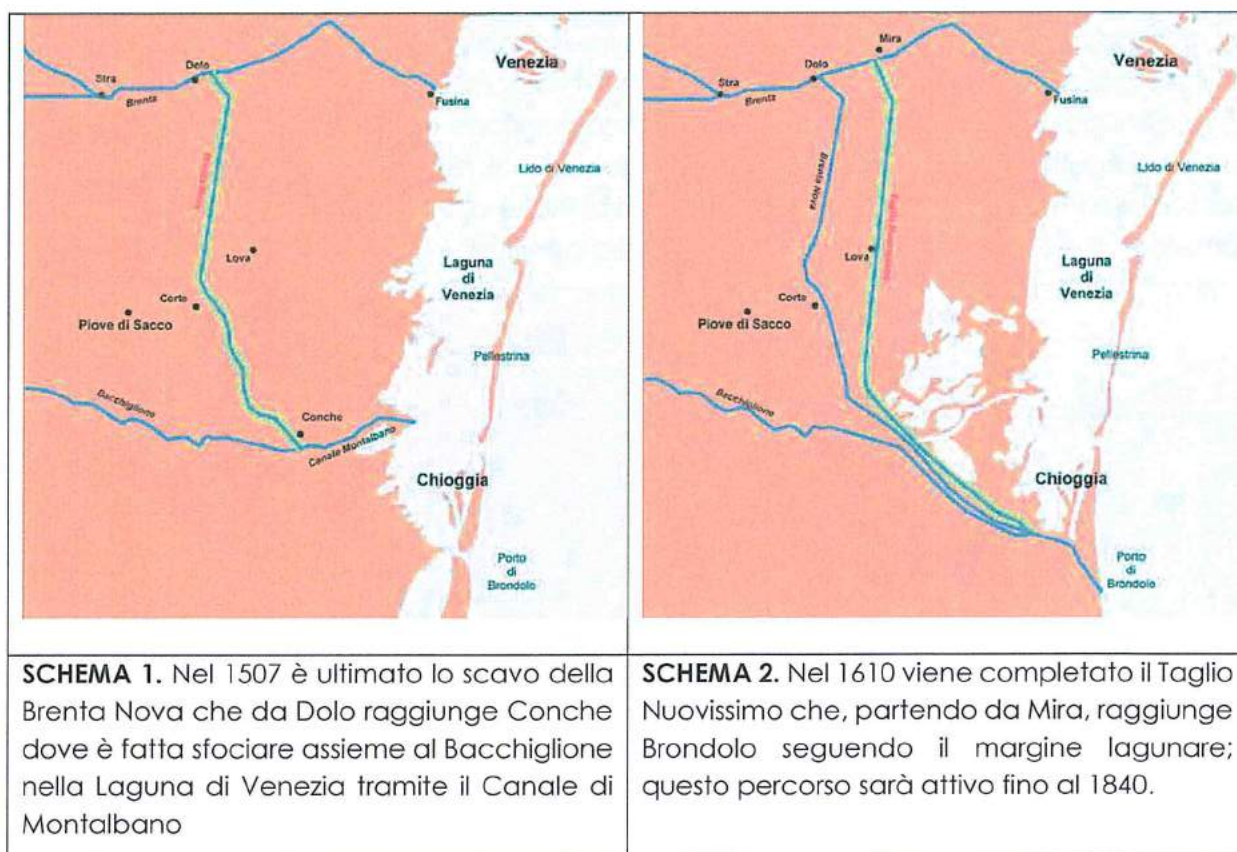 Venezia
Dolo
Stra
Brenta
Fusina
Lido di Venezia
Lova
Laguna
di
Venezia
Corte
Piove di Sacco
Pellestrina
Bacchiglione
Conche
Canale Montalbano
Chioggia
Porto
di
Brondolo
Mira
Venezia
Dolo
Stra
Brenta
Fusina
Brenta Nova
Lido di Venezia
Lova
Laguna
di
Venezia
Corte
Piove di Sacco
Pellestrina
Bacchiglione
Chioggia
Porto
di
Brondolo
SCHEMA 1. Nel 1507 è ultimato lo scavo della
Brenta Nova che da Dolo raggiunge Conche
dove è fatta sfociare assieme al Bacchiglione
nella Laguna di Venezia tramite il Canale di
Montalbano
SCHEMA 2. Nel 1610 viene completato il Taglio
Nuovissimo che, partendo da Mira, raggiunge
Brondolo seguendo il margine lagunare;
questo percorso sarà attivo fino al 1840.